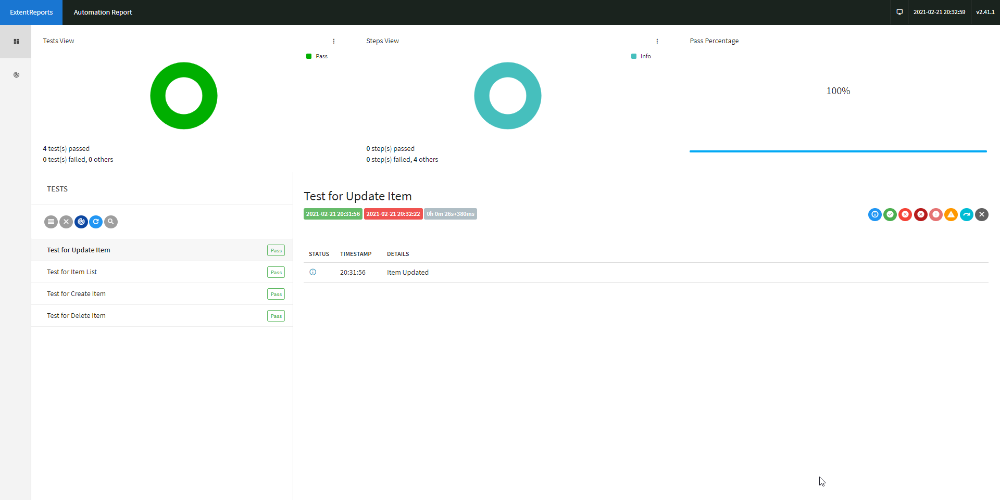 ExtentReports
Automation Report
2021-02-21 20:32:59
v2.41.1
Tests View
Pass
4 test(s) passed
0 test(s) failed, 0 others
Steps View
Info
0 step(s) passed
0 step(s) failed, 4 others
Pass Percentage
100%
TESTS
Test for Update Item Pass
Test for Item List Pass
Test for Create Item Pass
Test for Delete Item Pass
Test for Update Item
2021-02-21 20:31:56 2021-02-21 20:32:22 0h 0m 26s+380ms
STATUS TIMESTAMP DETAILS
20:31:56 Item Updated